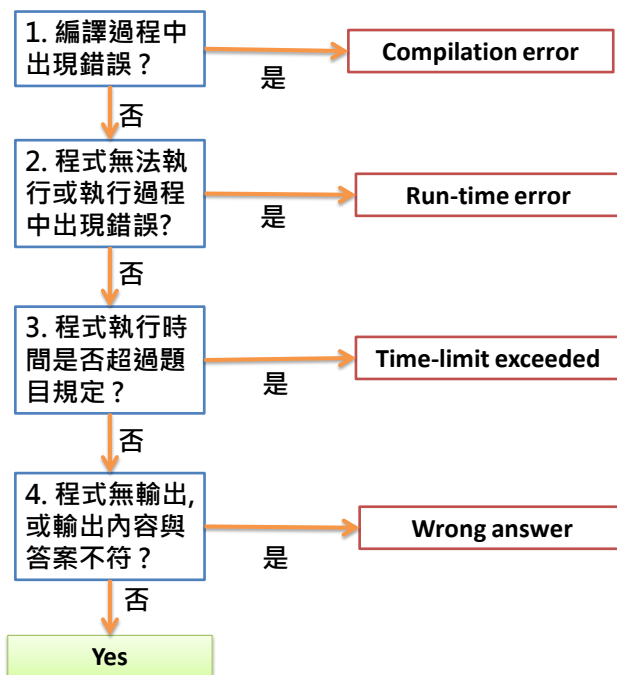 1. 編譯過程中
出現錯誤？
是
Compilation error
否
2. 程式無法執
行或執行過程
中出現錯誤?
是
Run-time error
否
3. 程式執行時
間是否超過題
目規定？
是
Time-limit exceeded
否
4. 程式無輸出,
或輸出內容與
答案不符？
是
Wrong answer
否
Yes